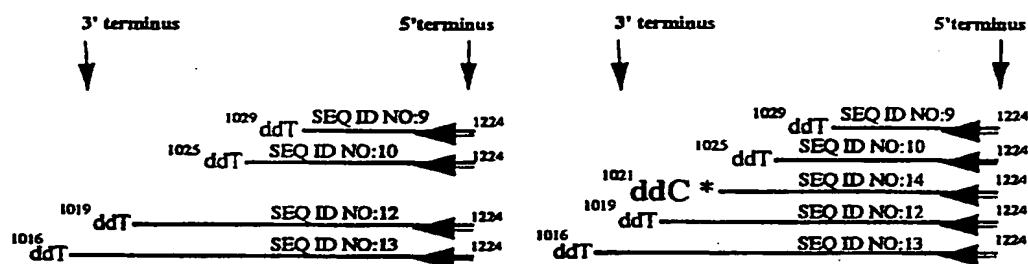 3' terminus 5'terminus 3' terminus 5'terminus
1029 ddT SEQ ID NO:9 1224
1025 ddT SEQ ID NO:10 1224
1019 ddT SEQ ID NO:12 1224
1016 ddT SEQ ID NO:13 1224
1029 ddT SEQ ID NO:9 1224
1025 ddT SEQ ID NO:10 1224
1021 ddC * SEQ ID NO:14 1224
1019 ddT SEQ ID NO:12 1224
1016 ddT SEQ ID NO:13 1224